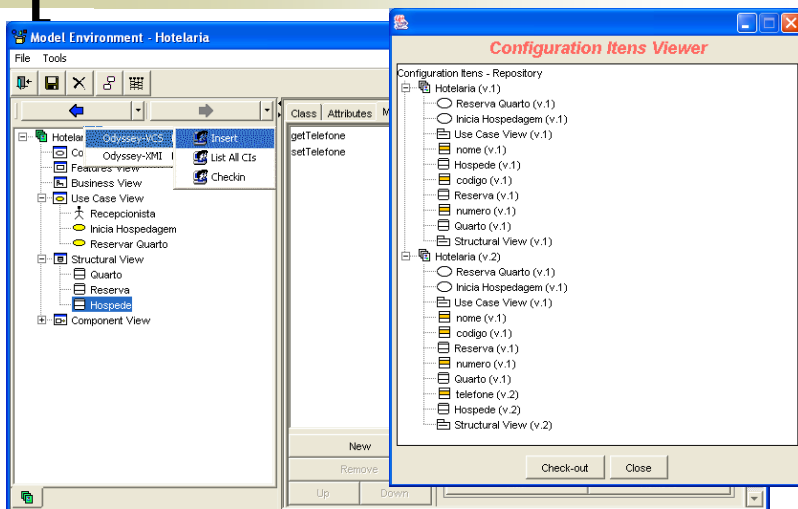 Model Environment - Hotelaria
File Tools
Class Attributes M
Hotelar
Odyssey-VCS
Insert
Co
Odyssey-XMI
List All CIs
Features View
Checkin
Business View
Use Case View
Recepcionista
Inicia Hospedagem
Reservar Quarto
Structural View
Quarto
Reserva
Hospede
Component View
getTelefone
setTelefone
New
Remove
Up Down
Configuration Itens Viewer
Configuration Itens - Repository
Hotelaria (v.1)
Reserva Quarto (v.1)
Inicia Hospedagem (v.1)
Use Case View (v.1)
nome (v.1)
Hospede (v.1)
codigo (v.1)
Reserva (v.1)
numero (v.1)
Quarto (v.1)
Structural View (v.1)
Hotelaria (v.2)
Reserva Quarto (v.1)
Inicia Hospedagem (v.1)
Use Case View (v.1)
nome (v.1)
codigo (v.1)
Reserva (v.1)
numero (v.1)
Quarto (v.1)
telefone (v.2)
Hospede (v.2)
Structural View (v.2)
Check-out Close